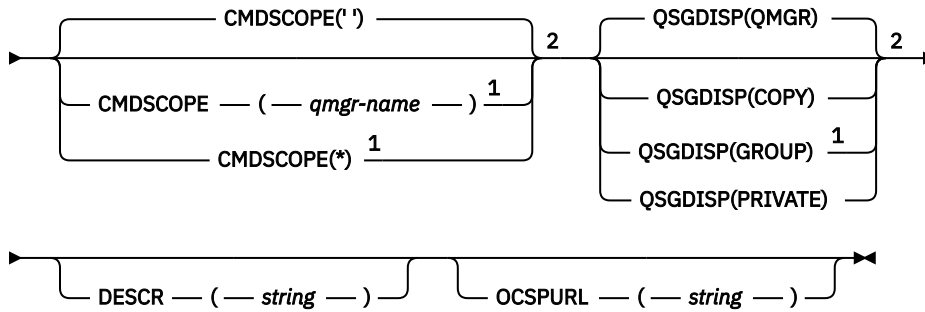 CMDSCOPE(' ')
2
CMDSCOPE ( qmgr-name ) 1
CMDSCOPE(*) 1
QSGDISP(QMGR)
2
QSGDISP(COPY)
QSGDISP(GROUP) 1
QSGDISP(PRIVATE)
DESCR ( string )
OCSPURL ( string )